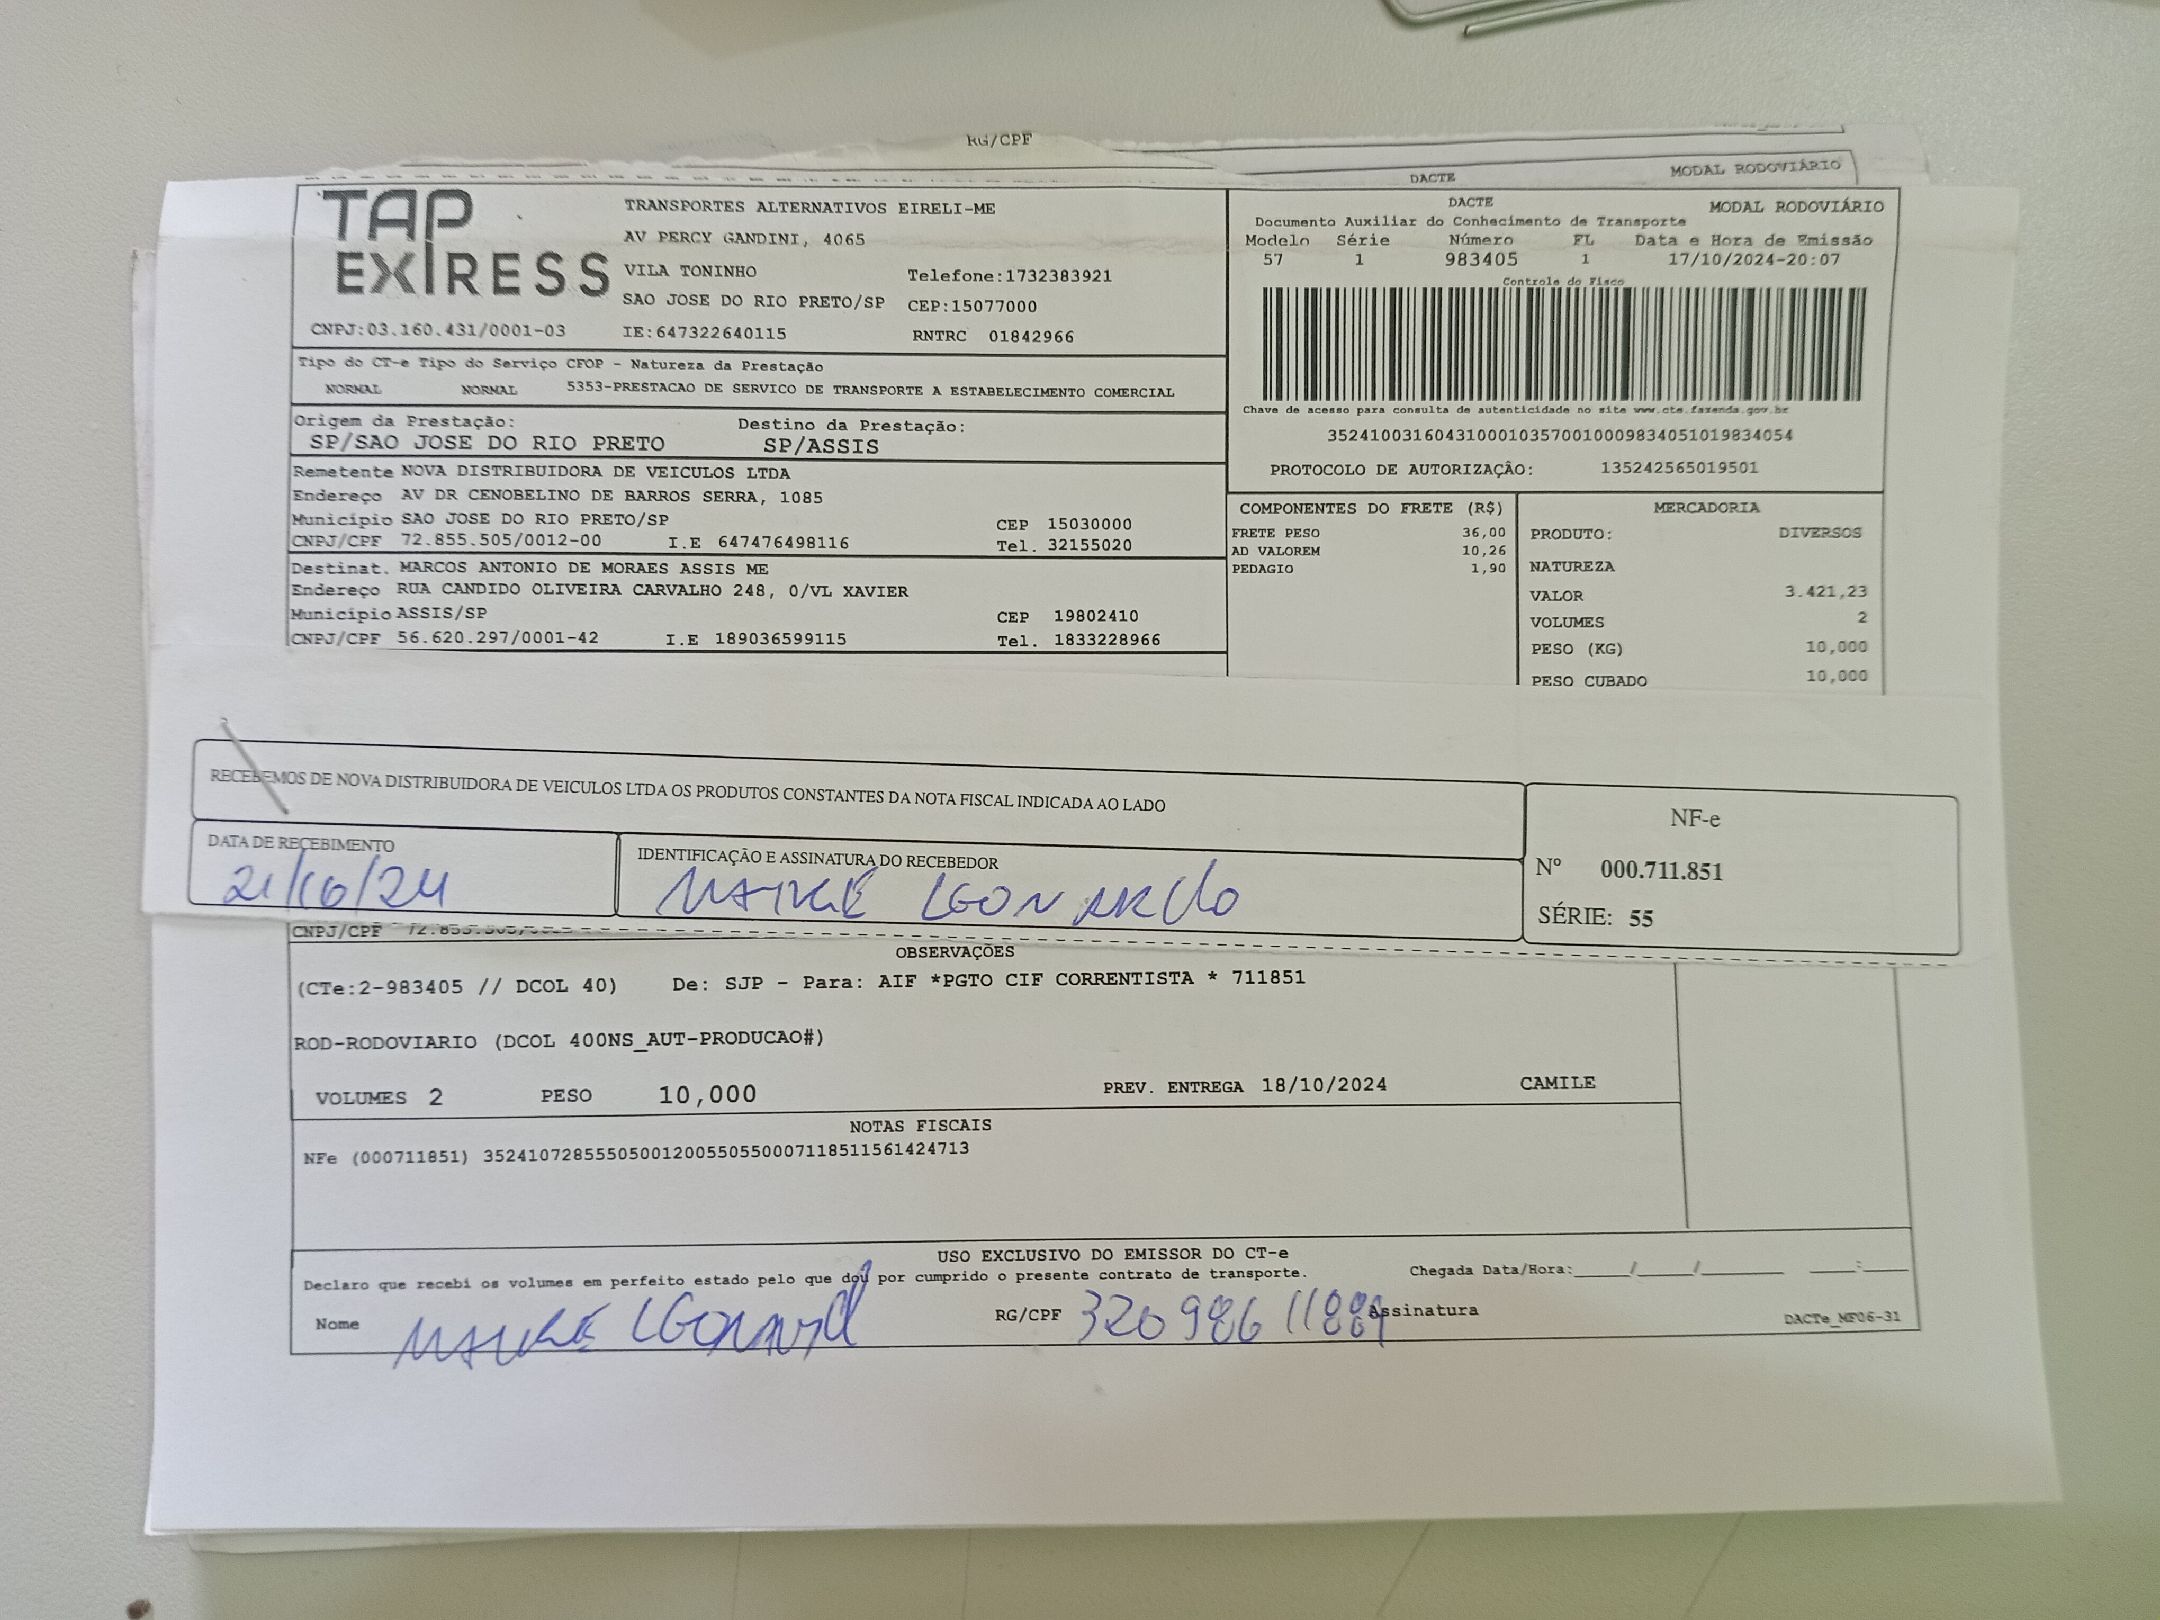 RG/CPF
MODAL RODOVIÁRIO
DACTE
TAP
EXPRESS
TRANSPORTES ALTERNATIVOS EIRELI-ME
AV PERCY GANDINI, 4065
VILA TONINHO Telefone:1732383921
SAO JOSE DO RIO PRETO/SP CEP:15077000
CNPJ:03.160.431/0001-03 IE:647322640115 RNTRC 01842966
DACTE MODAL RODOVIÁRIO
Documento Auxiliar do Conhecimento de Transporte
Modelo Série Número FL Data e Hora de Emissão
57 1 983405 1 17/10/2024-20:07
Controle do Fisco
Chave de acesso para consulta de autenticidade no site www.cte.fazenda.gov.br
35241003160431000103570010009834051019834054
PROTOCOLO DE AUTORIZAÇÃO: 135242565019501
Tipo do CT-e Tipo do Serviço CFOP - Natureza da Prestação
NORMAL NORMAL 5353-PRESTACAO DE SERVICO DE TRANSPORTE A ESTABELECIMENTO COMERCIAL
Origem da Prestação: Destino da Prestação:
SP/SAO JOSE DO RIO PRETO SP/ASSIS
Remetente NOVA DISTRIBUIDORA DE VEICULOS LTDA
Endereço AV DR CENOBELINO DE BARROS SERRA, 1085
Município SAO JOSE DO RIO PRETO/SP CEP 15030000
CNPJ/CPF 72.855.505/0012-00 I.E 647476498116 Tel. 32155020
Destinat. MARCOS ANTONIO DE MORAES ASSIS ME
Endereço RUA CANDIDO OLIVEIRA CARVALHO 248, 0/VL XAVIER
Município ASSIS/SP CEP 19802410
CNPJ/CPF 56.620.297/0001-42 I.E 189036599115 Tel. 1833228966
COMPONENTES DO FRETE (R$)
FRETE PESO 36,00
AD VALOREM 10,26
PEDAGIO 1,90
MERCADORIA
PRODUTO: DIVERSOS
NATUREZA
VALOR 3.421,23
VOLUMES 2
PESO (KG) 10,000
PESO CUBADO 10,000
RECEBEMOS DE NOVA DISTRIBUIDORA DE VEICULOS LTDA OS PRODUTOS CONSTANTES DA NOTA FISCAL INDICADA AO LADO
DATA DE RECEBIMENTO
21/10/24
IDENTIFICAÇÃO E ASSINATURA DO RECEBEDOR
LEONARDO
NF-e
Nº 000.711.851
SÉRIE: 55
CNPJ/CPF 72.855.505/
OBSERVAÇÕES
(CTe:2-983405 // DCOL 40) De: SJP - Para: AIF *PGTO CIF CORRENTISTA * 711851
ROD-RODOVIARIO (DCOL 400NS_AUT-PRODUCAO#)
VOLUMES 2 PESO 10,000 PREV. ENTREGA 18/10/2024 CAMILE
NOTAS FISCAIS
NFe (000711851) 35241072855505001200550550007118511561424713
USO EXCLUSIVO DO EMISSOR DO CT-e
Declaro que recebi os volumes em perfeito estado pelo que dou por cumprido o presente contrato de transporte. Chegada Data/Hora:____/____/______ ____:____
Nome RG/CPF Assinatura
DACTe_MF06-31